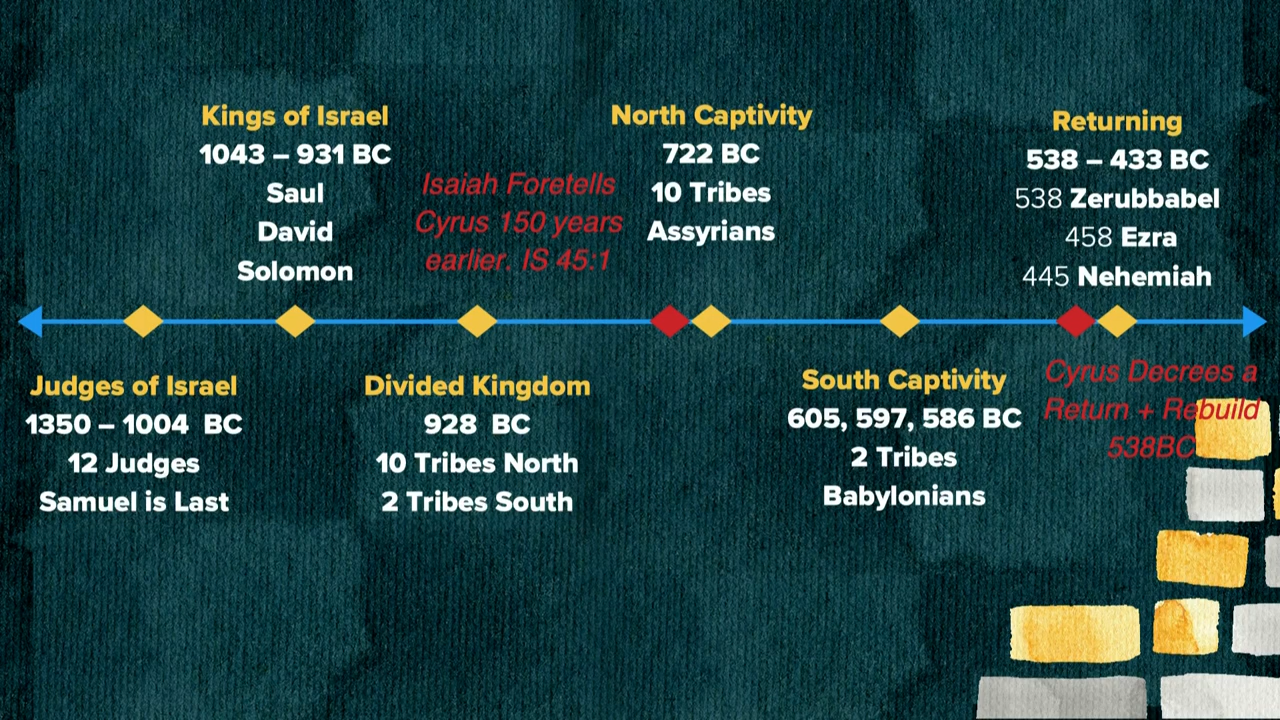 Kings of Israel
1043 – 931 BC
Saul
David
Solomon
Isaiah Foretells
Cyrus 150 years
earlier. IS 45:1
North Captivity
722 BC
10 Tribes
Assyrians
Returning
538 – 433 BC
538 Zerubbabel
458 Ezra
445 Nehemiah
Judges of Israel
1350 – 1004 BC
12 Judges
Samuel is Last
Divided Kingdom
928 BC
10 Tribes North
2 Tribes South
South Captivity
605, 597, 586 BC
2 Tribes
Babylonians
Cyrus Decrees a
Return + Rebuild
538BC